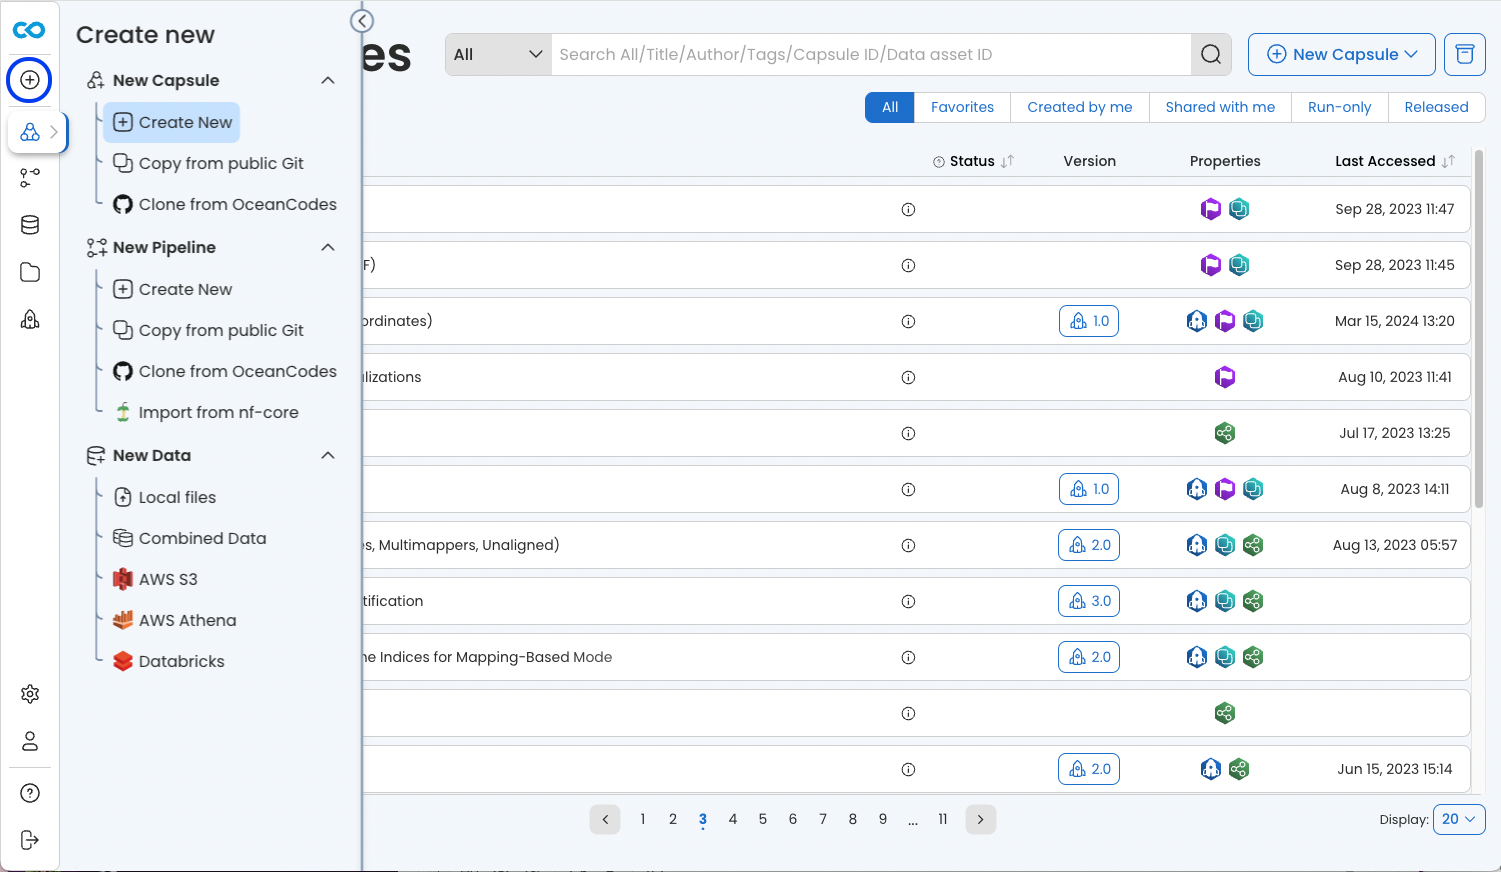 Create new
New Capsule
Create New
Copy from public Git
Clone from OceanCodes
New Pipeline
Create New
Copy from public Git
Clone from OceanCodes
Import from nf-core
New Data
Local files
Combined Data
AWS S3
AWS Athena
Databricks
es
All Search All/Title/Author/Tags/Capsule ID/Data asset ID New Capsule
All Favorites Created by me Shared with me Run-only Released
Status Version Properties Last Accessed
Sep 28, 2023 11:47
F) Sep 28, 2023 11:45
ordinates) 1.0 Mar 15, 2024 13:20
lizations Aug 10, 2023 11:41
Jul 17, 2023 13:25
1.0 Aug 8, 2023 14:11
s, Multimappers, Unaligned) 2.0 Aug 13, 2023 05:57
tification 3.0
ne Indices for Mapping-Based Mode 2.0
2.0 Jun 15, 2023 15:14
1 2 3 4 5 6 7 8 9 ... 11
Display: 20